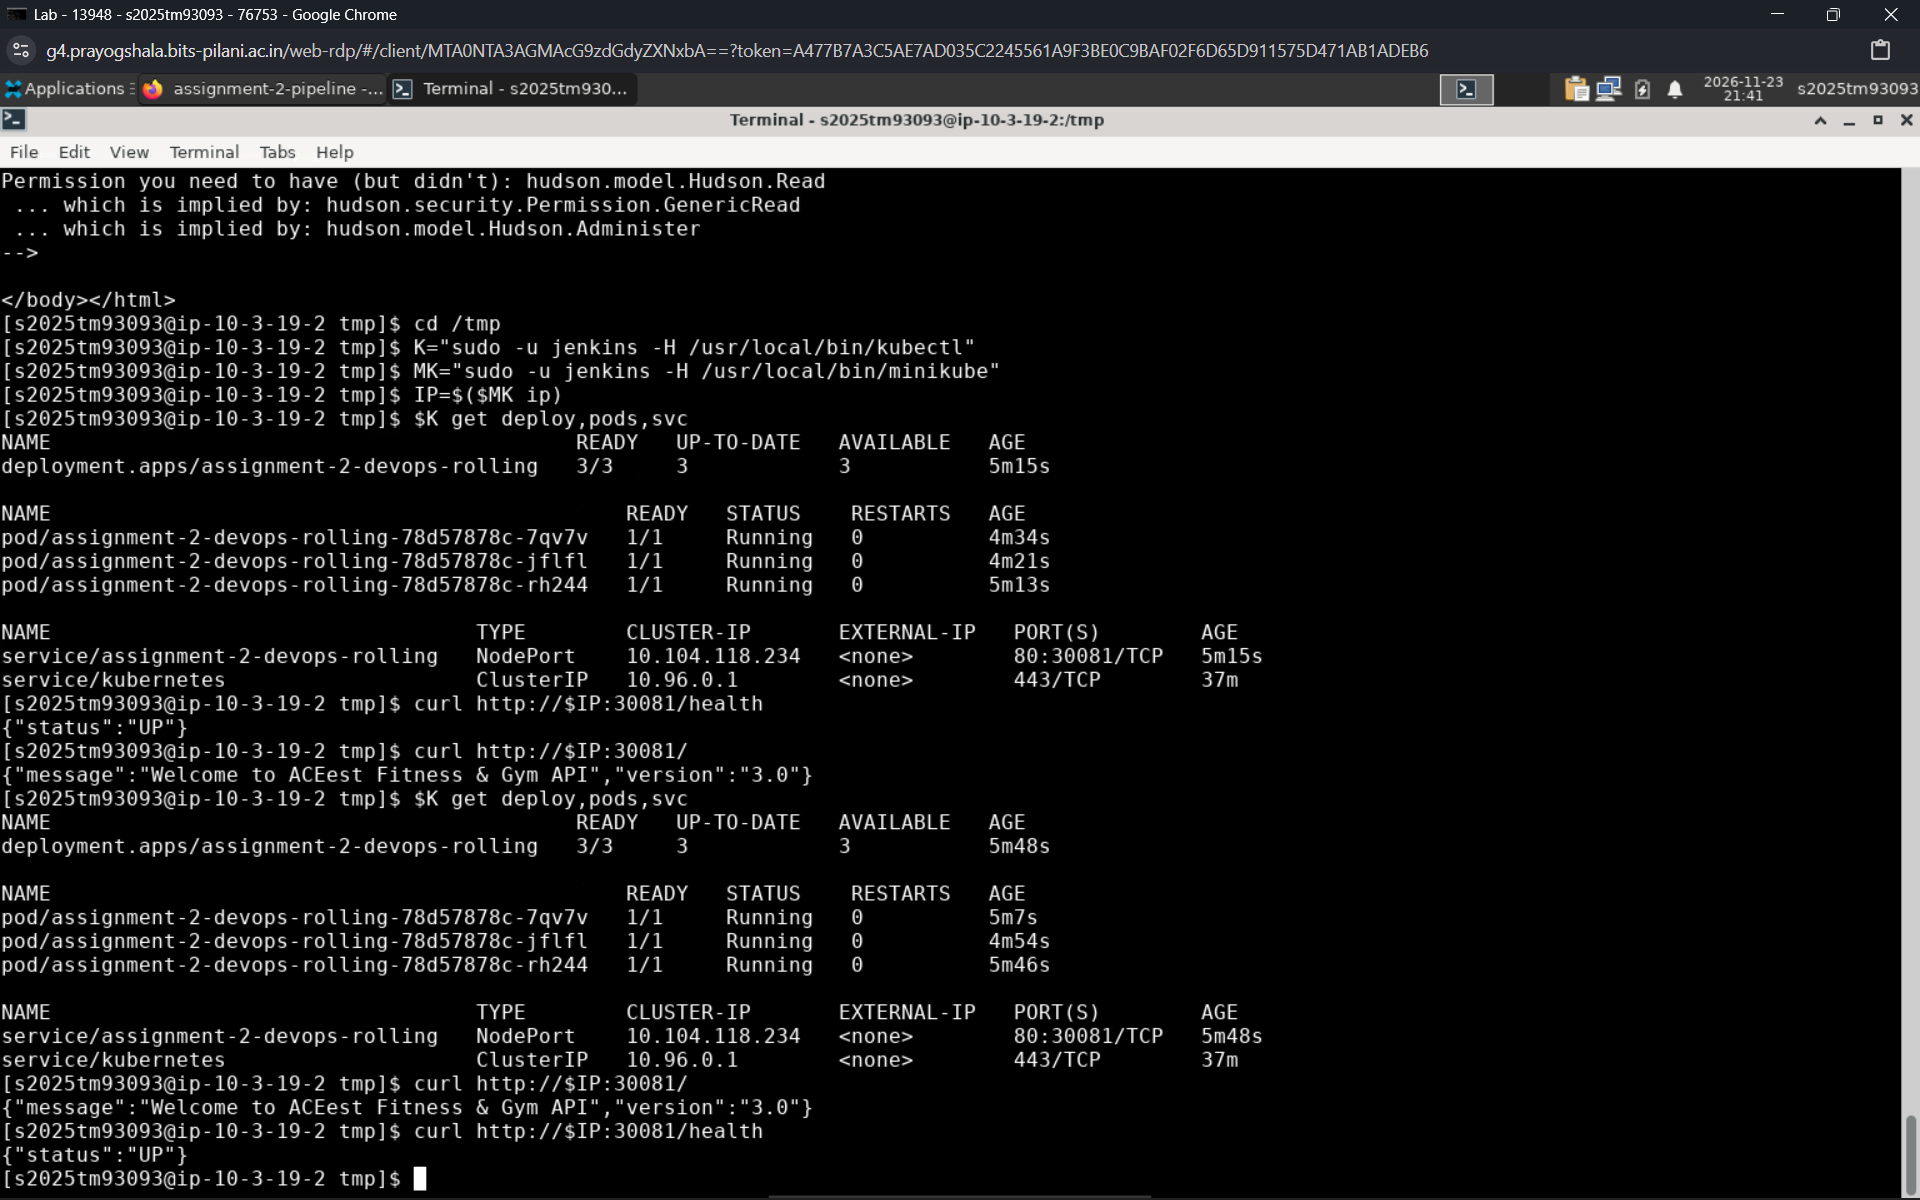 Lab - 13948 - s2025tm93093 - 76753 - Google Chrome
g4.prayogshala.bits-pilani.ac.in/web-rdp/#/client/MTA0NTA3AGMAcG9zdGdyZXNxbA==?token=A477B7A3C5AE7AD035C2245561A9F3BE0C9BAF02F6D65D911575D471AB1ADEB6
Applications assignment-2-pipeline -... Terminal - s2025tm930... 2026-11-23 21:41 s2025tm93093
Terminal - s2025tm93093@ip-10-3-19-2:/tmp
File Edit View Terminal Tabs Help
Permission you need to have (but didn't): hudson.model.Hudson.Read
 ... which is implied by: hudson.security.Permission.GenericRead
 ... which is implied by: hudson.model.Hudson.Administer
-->
</body></html>
[s2025tm93093@ip-10-3-19-2 tmp]$ cd /tmp
[s2025tm93093@ip-10-3-19-2 tmp]$ K="sudo -u jenkins -H /usr/local/bin/kubectl"
[s2025tm93093@ip-10-3-19-2 tmp]$ MK="sudo -u jenkins -H /usr/local/bin/minikube"
[s2025tm93093@ip-10-3-19-2 tmp]$ IP=$($MK ip)
[s2025tm93093@ip-10-3-19-2 tmp]$ $K get deploy,pods,svc
NAME READY UP-TO-DATE AVAILABLE AGE
deployment.apps/assignment-2-devops-rolling 3/3 3 3 5m15s
NAME READY STATUS RESTARTS AGE
pod/assignment-2-devops-rolling-78d57878c-7qv7v 1/1 Running 0 4m34s
pod/assignment-2-devops-rolling-78d57878c-jflfl 1/1 Running 0 4m21s
pod/assignment-2-devops-rolling-78d57878c-rh244 1/1 Running 0 5m13s
NAME TYPE CLUSTER-IP EXTERNAL-IP PORT(S) AGE
service/assignment-2-devops-rolling NodePort 10.104.118.234 <none> 80:30081/TCP 5m15s
service/kubernetes ClusterIP 10.96.0.1 <none> 443/TCP 37m
[s2025tm93093@ip-10-3-19-2 tmp]$ curl http://$IP:30081/health
{"status":"UP"}
[s2025tm93093@ip-10-3-19-2 tmp]$ curl http://$IP:30081/
{"message":"Welcome to ACEest Fitness & Gym API","version":"3.0"}
[s2025tm93093@ip-10-3-19-2 tmp]$ $K get deploy,pods,svc
NAME READY UP-TO-DATE AVAILABLE AGE
deployment.apps/assignment-2-devops-rolling 3/3 3 3 5m48s
NAME READY STATUS RESTARTS AGE
pod/assignment-2-devops-rolling-78d57878c-7qv7v 1/1 Running 0 5m7s
pod/assignment-2-devops-rolling-78d57878c-jflfl 1/1 Running 0 4m54s
pod/assignment-2-devops-rolling-78d57878c-rh244 1/1 Running 0 5m46s
NAME TYPE CLUSTER-IP EXTERNAL-IP PORT(S) AGE
service/assignment-2-devops-rolling NodePort 10.104.118.234 <none> 80:30081/TCP 5m48s
service/kubernetes ClusterIP 10.96.0.1 <none> 443/TCP 37m
[s2025tm93093@ip-10-3-19-2 tmp]$ curl http://$IP:30081/
{"message":"Welcome to ACEest Fitness & Gym API","version":"3.0"}
[s2025tm93093@ip-10-3-19-2 tmp]$ curl http://$IP:30081/health
{"status":"UP"}
[s2025tm93093@ip-10-3-19-2 tmp]$